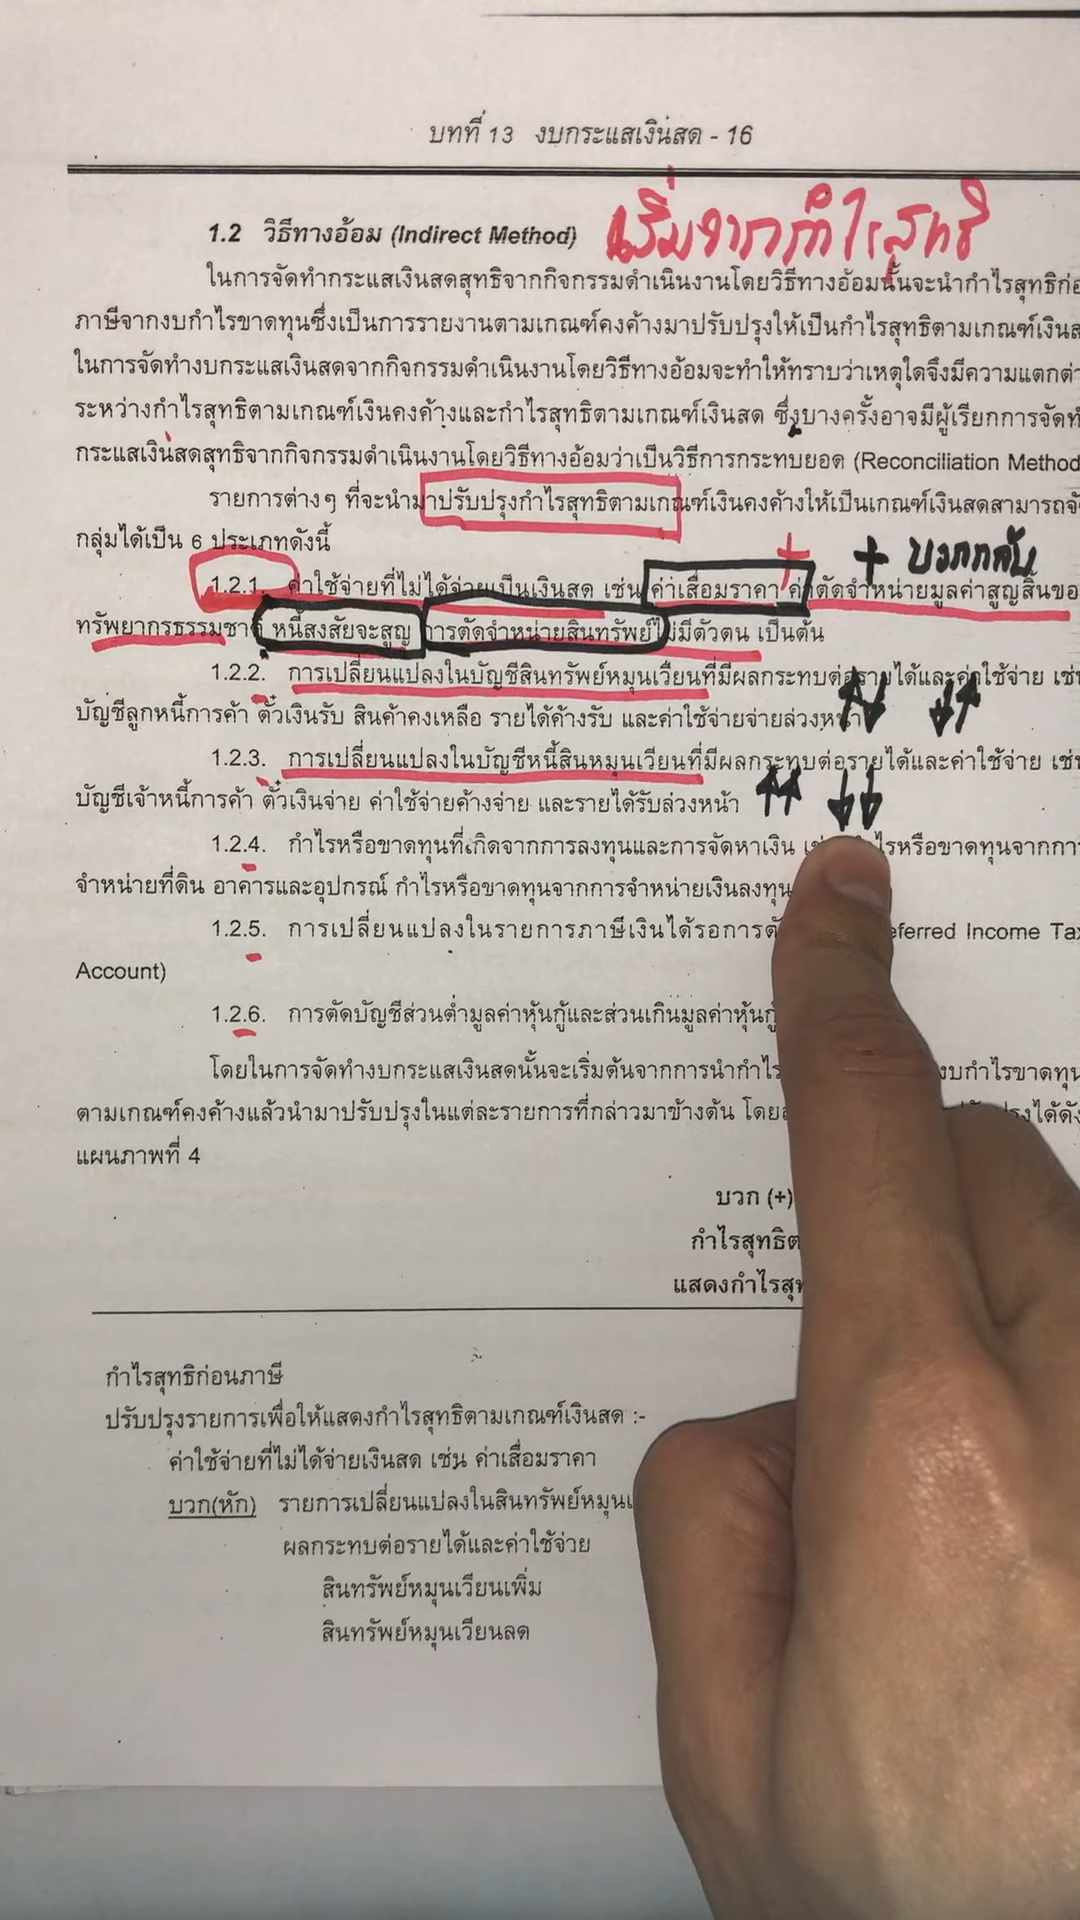 บทที่ 13 งบกระแสเงินสด - 16
1.2 วิธีทางอ้อม (Indirect Method) เริ่มจากกำไรสุทธิ
ในการจัดทำกระแสเงินสดสุทธิจากกิจกรรมดำเนินงานโดยวิธีทางอ้อมนั้นจะนำกำไรสุทธิก่อ
ภาษีจากงบกำไรขาดทุนซึ่งเป็นการรายงานตามเกณฑ์คงค้างมาปรับปรุงให้เป็นกำไรสุทธิตามเกณฑ์เงินส
ในการจัดทำงบกระแสเงินสดจากกิจกรรมดำเนินงานโดยวิธีทางอ้อมจะทำให้ทราบว่าเหตุใดจึงมีความแตกต่า
ระหว่างกำไรสุทธิตามเกณฑ์เงินคงค้างและกำไรสุทธิตามเกณฑ์เงินสด ซึ่งบางครั้งอาจมีผู้เรียกการจัดทำ
กระแสเงินสดสุทธิจากกิจกรรมดำเนินงานโดยวิธีทางอ้อมว่าเป็นวิธีการกระทบยอด (Reconciliation Method
รายการต่างๆ ที่จะนำมาปรับปรุงกำไรสุทธิตามเกณฑ์เงินคงค้างให้เป็นเกณฑ์เงินสดสามารถจั
กลุ่มได้เป็น 6 ประเภทดังนี้
+ + บวกกลับ
1.2.1. ค่าใช้จ่ายที่ไม่ได้จ่ายเป็นเงินสด เช่น ค่าเสื่อมราคา ค่าตัดจำหน่ายมูลค่าสูญสิ้นขอ
ทรัพยากรธรรมชาติ หนี้สงสัยจะสูญ การตัดจำหน่ายสินทรัพย์ไม่มีตัวตน เป็นต้น
1.2.2. การเปลี่ยนแปลงในบัญชีสินทรัพย์หมุนเวียนที่มีผลกระทบต่อรายได้และค่าใช้จ่าย เช่น
บัญชีลูกหนี้การค้า ตั๋วเงินรับ สินค้าคงเหลือ รายได้ค้างรับ และค่าใช้จ่ายจ่ายล่วงหน้า ↑↓ ↓↑
1.2.3. การเปลี่ยนแปลงในบัญชีหนี้สินหมุนเวียนที่มีผลกระทบต่อรายได้และค่าใช้จ่าย เช่น
บัญชีเจ้าหนี้การค้า ตั๋วเงินจ่าย ค่าใช้จ่ายค้างจ่าย และรายได้รับล่วงหน้า ↑↑ ↓↓
1.2.4. กำไรหรือขาดทุนที่เกิดจากการลงทุนและการจัดหาเงิน ไรหรือขาดทุนจากกา
จำหน่ายที่ดิน อาคารและอุปกรณ์ กำไรหรือขาดทุนจากการจำหน่ายเงินลงทุน
1.2.5. การเปลี่ยนแปลงในรายการภาษีเงินได้รอการตั eferred Income Tax
Account)
1.2.6. การตัดบัญชีส่วนต่ำมูลค่าหุ้นกู้และส่วนเกินมูลค่าหุ้นกู้
โดยในการจัดทำงบกระแสเงินสดนั้นจะเริ่มต้นจากการนำกำไร งบกำไรขาดทุน
ตามเกณฑ์คงค้างแล้วนำมาปรับปรุงในแต่ละรายการที่กล่าวมาข้างต้น ได้ดัง
แผนภาพที่ 4
บวก (+)
กำไรสุทธิต
แสดงกำไรสุท
กำไรสุทธิก่อนภาษี
ปรับปรุงรายการเพื่อให้แสดงกำไรสุทธิตามเกณฑ์เงินสด :-
ค่าใช้จ่ายที่ไม่ได้จ่ายเงินสด เช่น ค่าเสื่อมราคา
บวก(หัก) รายการเปลี่ยนแปลงในสินทรัพย์หมุนเ
ผลกระทบต่อรายได้และค่าใช้จ่วย
สินทรัพย์หมุนเวียนเพิ่ม
สินทรัพย์หมุนเวียนลด